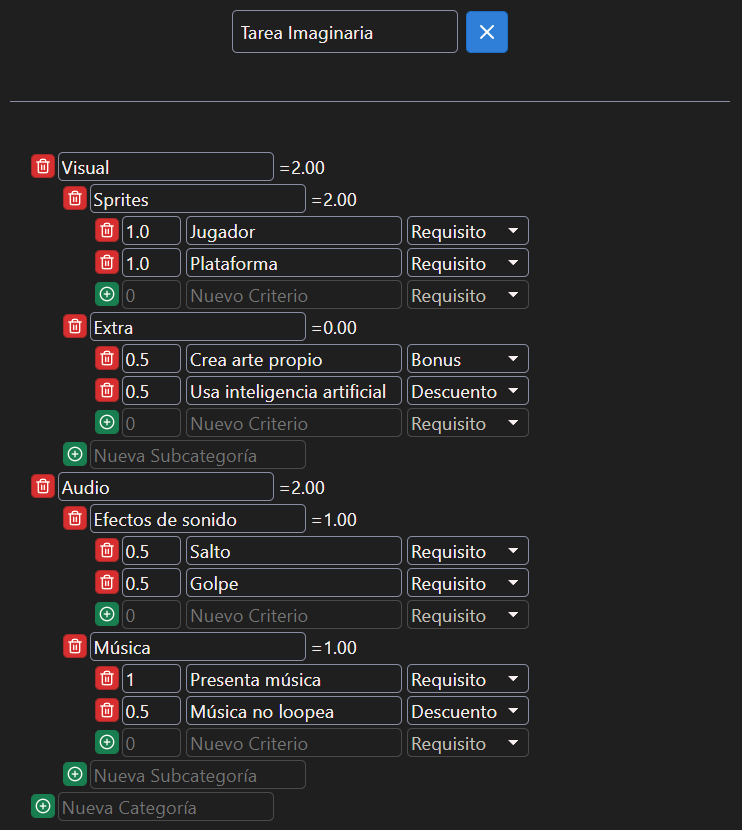 Tarea Imaginaria
Visual =2.00
Sprites =2.00
1.0 Jugador Requisito
1.0 Plataforma Requisito
0 Nuevo Criterio Requisito
Extra =0.00
0.5 Crea arte propio Bonus
0.5 Usa inteligencia artificial Descuento
0 Nuevo Criterio Requisito
Nueva Subcategoría
Audio =2.00
Efectos de sonido =1.00
0.5 Salto Requisito
0.5 Golpe Requisito
0 Nuevo Criterio Requisito
Música =1.00
1 Presenta música Requisito
0.5 Música no loopea Descuento
0 Nuevo Criterio Requisito
Nueva Subcategoría
Nueva Categoría